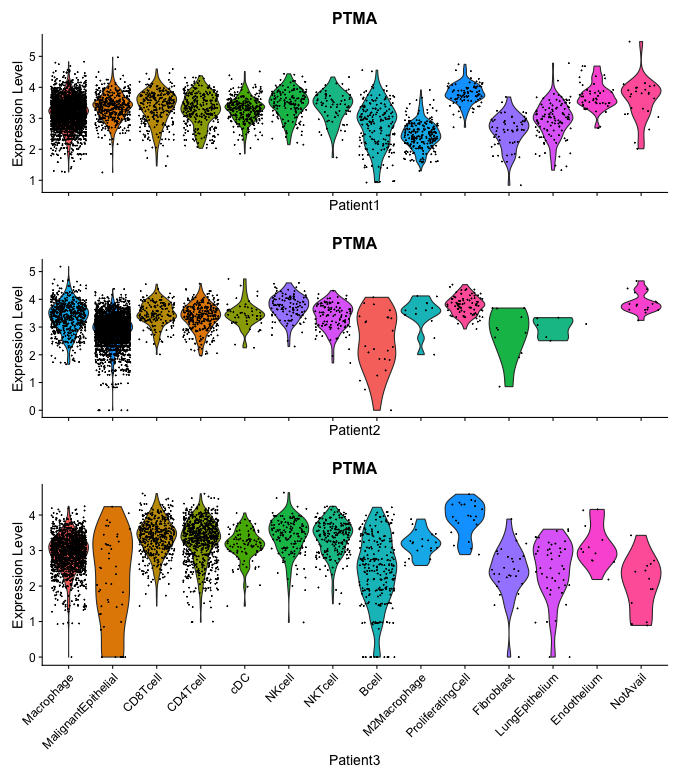 PTMA
Expression Level
5
4
3
2
1
Patient1
PTMA
Expression Level
5
4
3
2
1
0
Patient2
PTMA
Expression Level
4
3
2
1
0
Macrophage
MalignantEpithelial
CD8Tcell
CD4Tcell
cDC
NKcell
NKTcell
Bcell
M2Macrophage
ProliferatingCell
Fibroblast
LungEpithelium
Endothelium
NotAvail
Patient3